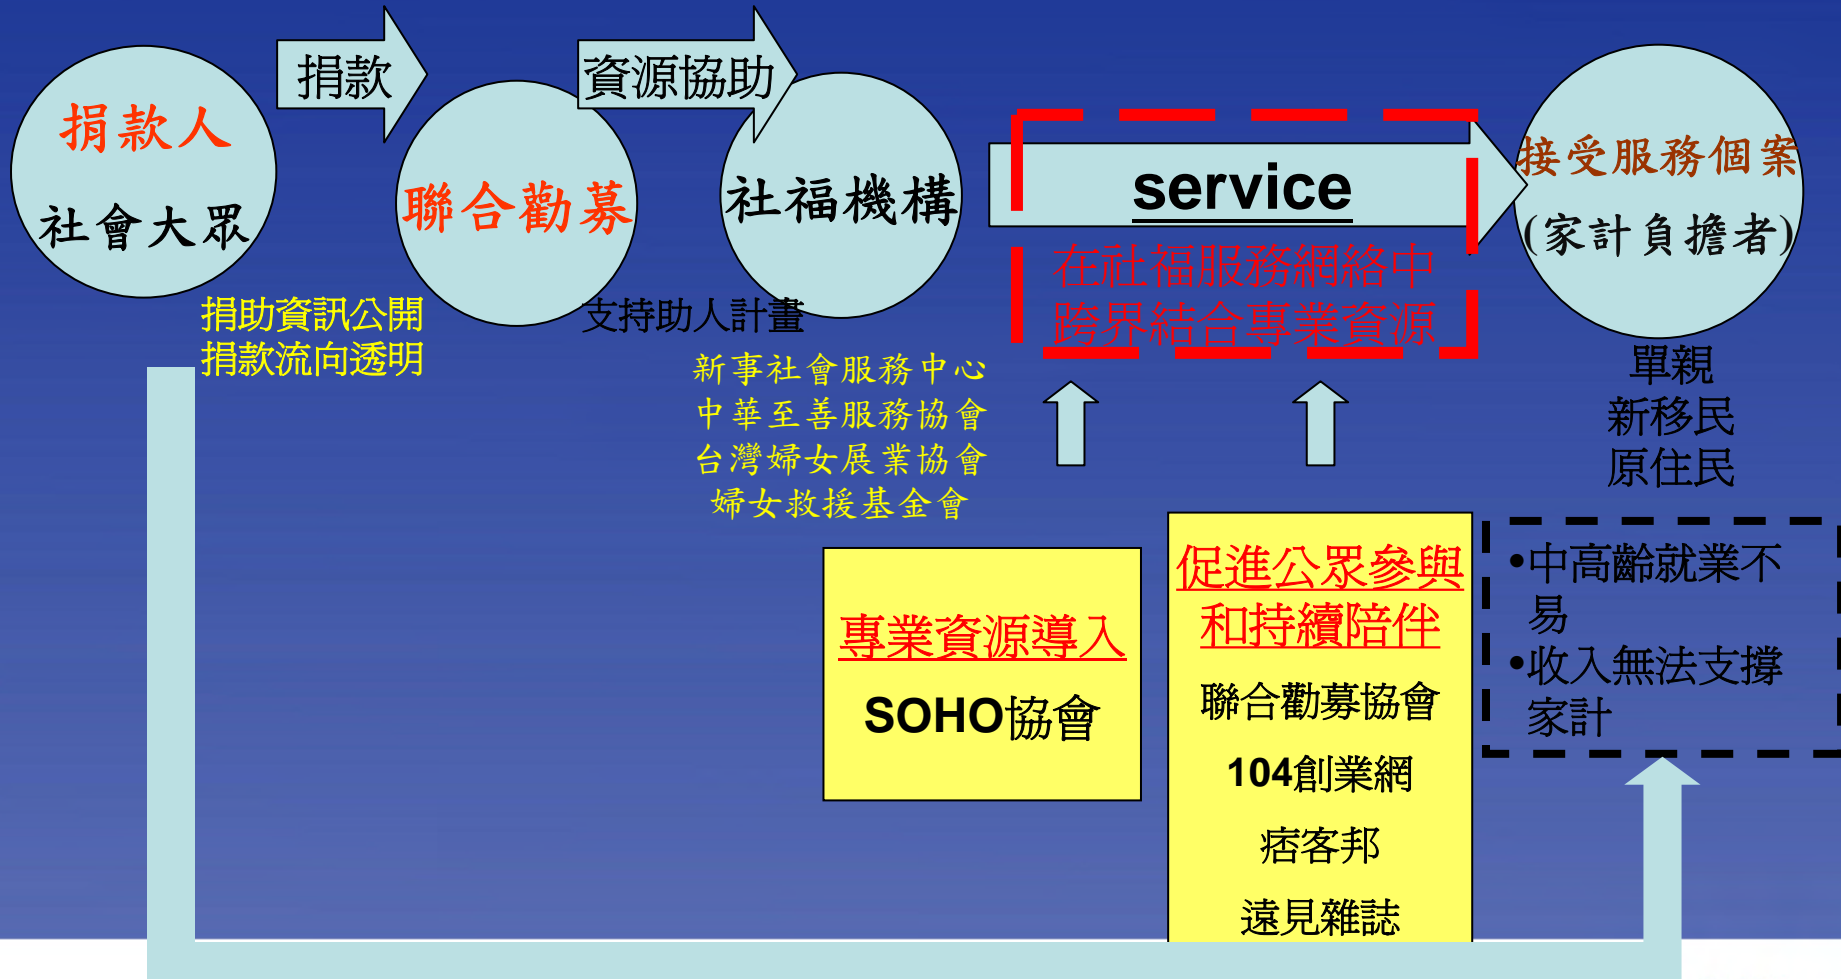 捐款
資源協助
捐款人
社會大眾
聯合勸募
社福機構
service
在社福服務網絡中
跨界結合專業資源
接受服務個案
(家計負擔者)
捐助資訊公開
捐款流向透明
支持助人計畫
新事社會服務中心
中華至善服務協會
台灣婦女展業協會
婦女救援基金會
單親
新移民
原住民
專業資源導入
SOHO協會
促進公眾參與
和持續陪伴
聯合勸募協會
104創業網
痞客邦
遠見雜誌
•中高齡就業不
易
•收入無法支撐
家計